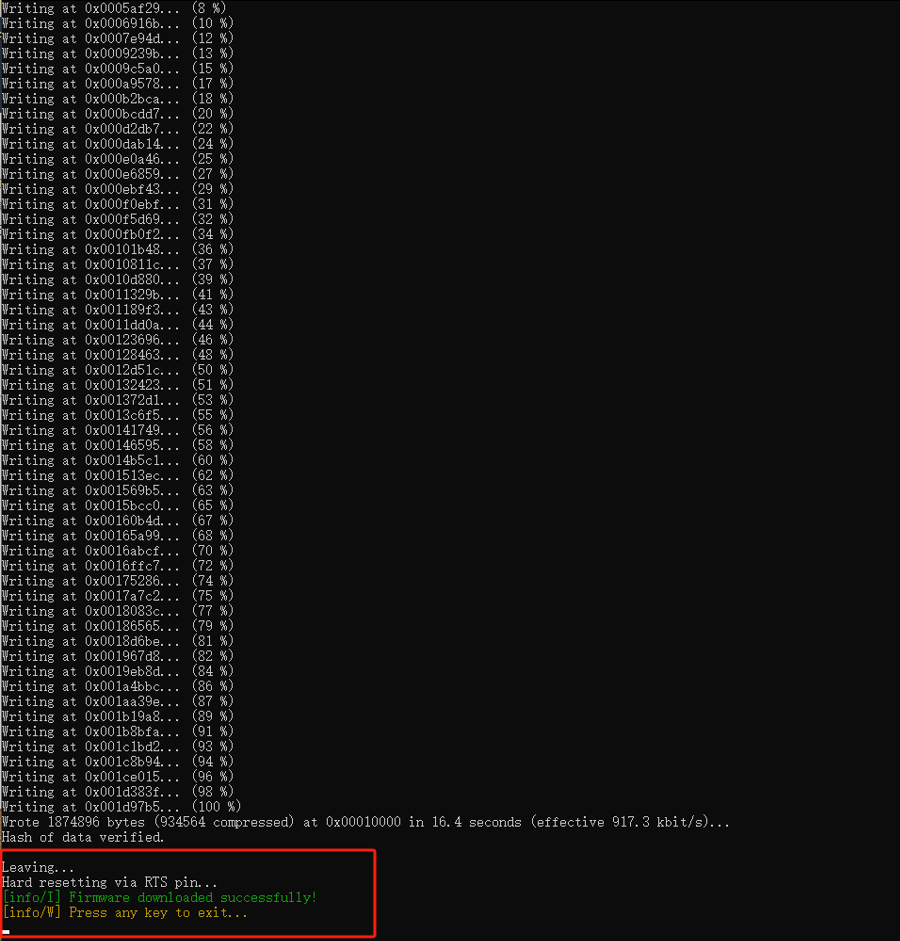 Writing at 0x0005af29... (8 %)
Writing at 0x0006916b... (10 %)
Writing at 0x0007e94d... (12 %)
Writing at 0x0009239b... (13 %)
Writing at 0x0009c5a0... (15 %)
Writing at 0x000a9578... (17 %)
Writing at 0x000b2bca... (18 %)
Writing at 0x000bcdd7... (20 %)
Writing at 0x000d2db7... (22 %)
Writing at 0x000dab14... (24 %)
Writing at 0x000e0a46... (25 %)
Writing at 0x000e6859... (27 %)
Writing at 0x000ebf43... (29 %)
Writing at 0x000f0ebf... (31 %)
Writing at 0x000f5d69... (32 %)
Writing at 0x000fb0f2... (34 %)
Writing at 0x00101b48... (36 %)
Writing at 0x0010811c... (37 %)
Writing at 0x0010d880... (39 %)
Writing at 0x0011329b... (41 %)
Writing at 0x001189f3... (43 %)
Writing at 0x0011dd0a... (44 %)
Writing at 0x00123696... (46 %)
Writing at 0x00128463... (48 %)
Writing at 0x0012d51c... (50 %)
Writing at 0x00132423... (51 %)
Writing at 0x001372d1... (53 %)
Writing at 0x0013c6f5... (55 %)
Writing at 0x00141749... (56 %)
Writing at 0x00146595... (58 %)
Writing at 0x0014b5c1... (60 %)
Writing at 0x001513ec... (62 %)
Writing at 0x001569b5... (63 %)
Writing at 0x0015bcc0... (65 %)
Writing at 0x00160b4d... (67 %)
Writing at 0x00165a99... (68 %)
Writing at 0x0016abcf... (70 %)
Writing at 0x0016ffc7... (72 %)
Writing at 0x00175286... (74 %)
Writing at 0x0017a7c2... (75 %)
Writing at 0x0018083c... (77 %)
Writing at 0x00186565... (79 %)
Writing at 0x0018d6be... (81 %)
Writing at 0x001967d8... (82 %)
Writing at 0x0019eb8d... (84 %)
Writing at 0x001a4bbc... (86 %)
Writing at 0x001aa39e... (87 %)
Writing at 0x001b19a8... (89 %)
Writing at 0x001b8bfa... (91 %)
Writing at 0x001c1bd2... (93 %)
Writing at 0x001c8b94... (94 %)
Writing at 0x001ce015... (96 %)
Writing at 0x001d383f... (98 %)
Writing at 0x001d97b5... (100 %)
Wrote 1874896 bytes (934564 compressed) at 0x00010000 in 16.4 seconds (effective 917.3 kbit/s)...
Hash of data verified.
Leaving...
Hard resetting via RTS pin...
[info/I] Firmware downloaded successfully!
[info/W] Press any key to exit...